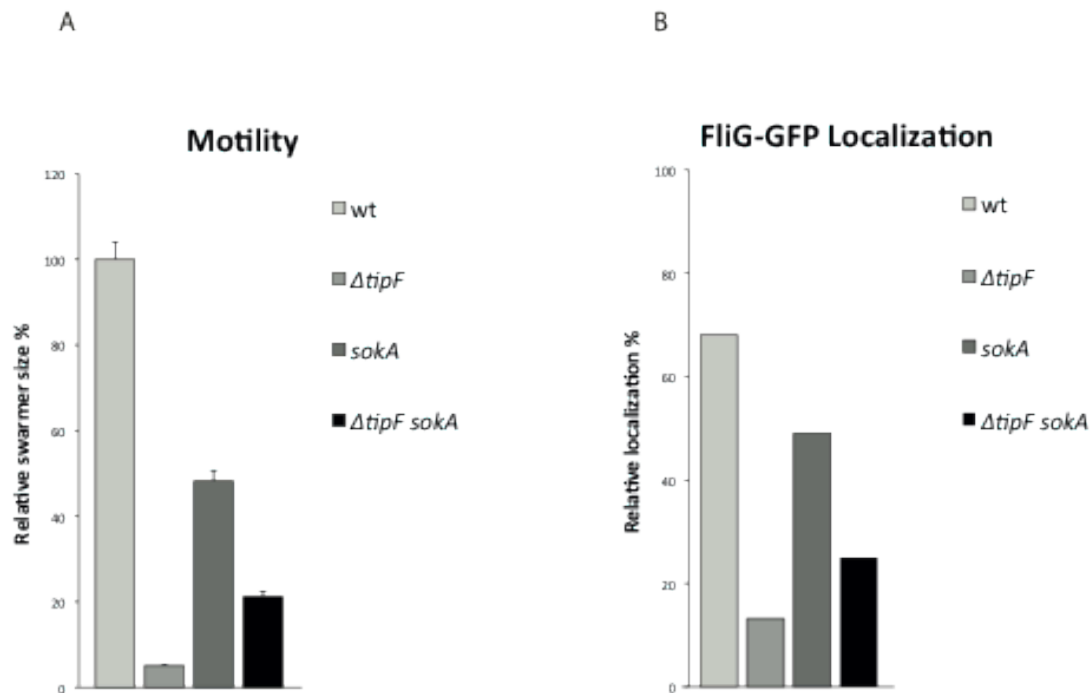 A
Motility
Relative swarmer size %
120
100
80
60
40
20
0
wt
ΔtipF
sokA
ΔtipF sokA
B
FliG-GFP Localization
Relative localization %
100
80
60
40
20
0
wt
ΔtipF
sokA
ΔtipF sokA